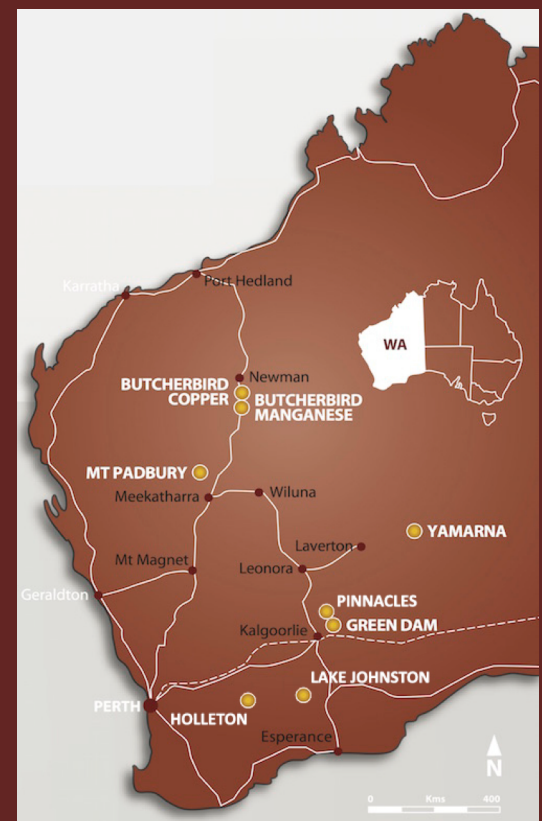 Karratha
Port Hedland
WA
Newman
BUTCHERBIRD
COPPER
BUTCHERBIRD
MANGANESE
MT PADBURY
Meekatharra
Wiluna
YAMARNA
Laverton
Mt Magnet
Leonora
Geraldton
PINNACLES
GREEN DAM
Kalgoorlie
LAKE JOHNSTON
PERTH
HOLLETON
Esperance
N
0 Kms 400